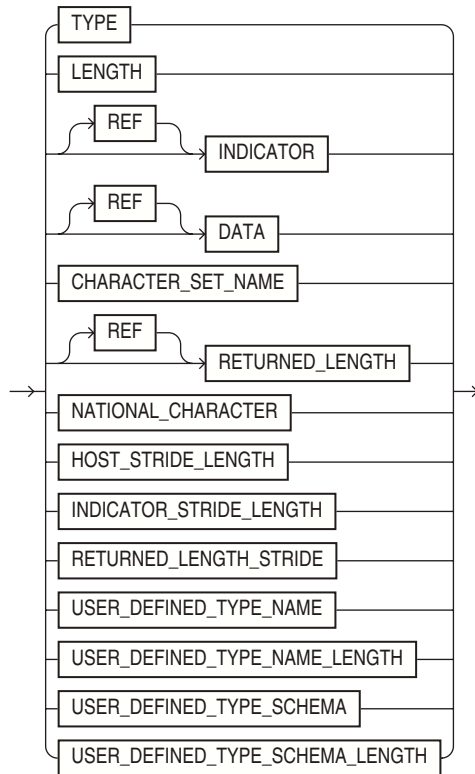 TYPE
LENGTH
REF
INDICATOR
REF
DATA
CHARACTER_SET_NAME
REF
RETURNED_LENGTH
NATIONAL_CHARACTER
HOST_STRIDE_LENGTH
INDICATOR_STRIDE_LENGTH
RETURNED_LENGTH_STRIDE
USER_DEFINED_TYPE_NAME
USER_DEFINED_TYPE_NAME_LENGTH
USER_DEFINED_TYPE_SCHEMA
USER_DEFINED_TYPE_SCHEMA_LENGTH